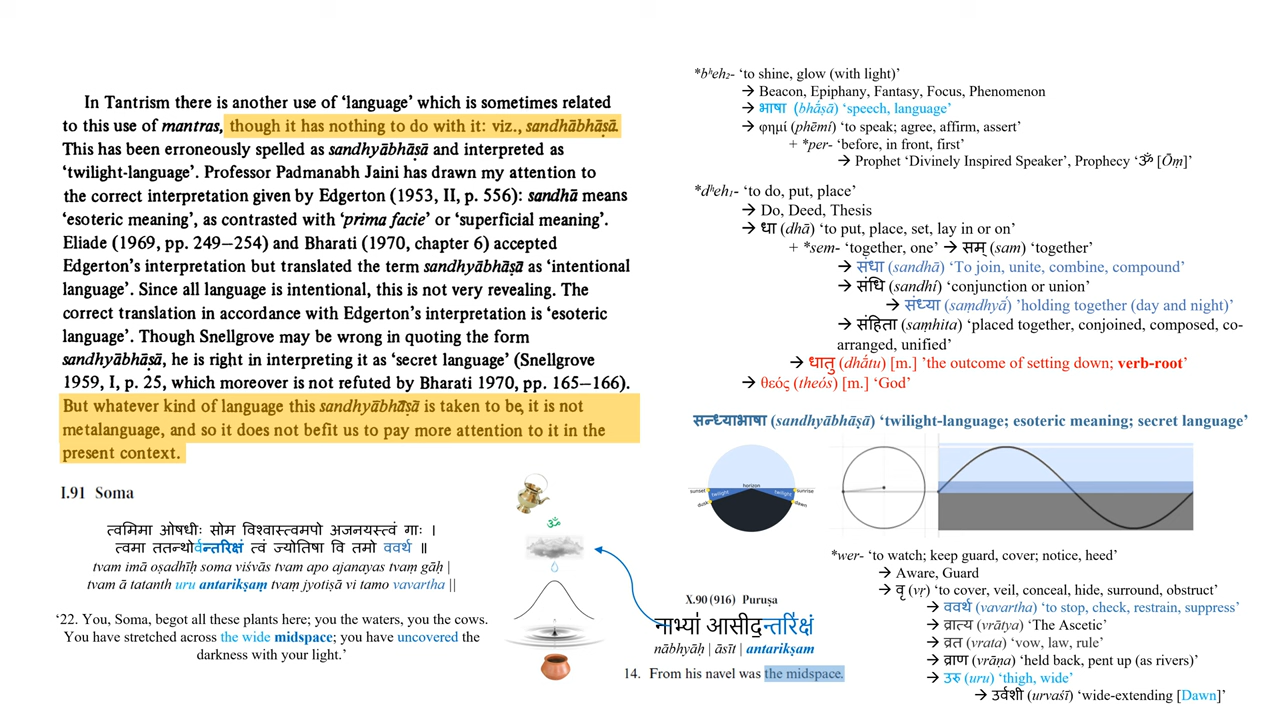 In Tantrism there is another use of ‘language’ which is sometimes related
to this use of mantras, though it has nothing to do with it: viz., sandhābhāṣā.
This has been erroneously spelled as sandhyābhāṣā and interpreted as
‘twilight-language’. Professor Padmanabh Jaini has drawn my attention to
the correct interpretation given by Edgerton (1953, II, p. 556): sandhā means
‘esoteric meaning’, as contrasted with ‘prima facie’ or ‘superficial meaning’.
Eliade (1969, pp. 249–254) and Bharati (1970, chapter 6) accepted
Edgerton’s interpretation but translated the term sandhyābhāṣā as ‘intentional
language’. Since all language is intentional, this is not very revealing. The
correct translation in accordance with Edgerton’s interpretation is ‘esoteric
language’. Though Snellgrove may be wrong in quoting the form
sandhyābhāṣā, he is right in interpreting it as ‘secret language’ (Snellgrove
1959, I, p. 25, which moreover is not refuted by Bharati 1970, pp. 165–166).
But whatever kind of language this sandhyābhāṣā is taken to be, it is not
metalanguage, and so it does not befit us to pay more attention to it in the
present context.
I.91 Soma
त्वमिमा ओषधीः सोम विश्वास्त्वमपो अजनयस्त्वं गाः ।
त्वमा ततन्थोर्वन्तरिक्षं त्वं ज्योतिषा वि तमो ववर्थ ॥
tvam imā oṣadhīḥ soma viśvās tvam apo ajanayas tvaṃ gāḥ |
tvam ā tatanth uru antarikṣaṃ tvaṃ jyotiṣā vi tamo vavartha ||
‘22. You, Soma, begot all these plants here; you the waters, you the cows.
You have stretched across the wide midspace; you have uncovered the
darkness with your light.’
ॐ
X.90 (916) Puruṣa
नाभ्यां॑ आसीद॒न्तरि॑क्षं
nābhyāḥ | āsīt | antarikṣam
14. From his navel was the midspace.
*bʰeh₂- ‘to shine, glow (with light)’
→ Beacon, Epiphany, Fantasy, Focus, Phenomenon
→ भाषा (bhā́ṣā) ‘speech, language’
→ φημί (phēmí) ‘to speak; agree, affirm, assert’
+ *per- ‘before, in front, first’
→ Prophet ‘Divinely Inspired Speaker’, Prophecy ‘ॐ [Ōṃ]’
*dʰeh₁- ‘to do, put, place’
→ Do, Deed, Thesis
→ धा (dhā) ‘to put, place, set, lay in or on’
+ *sem- ‘together, one’ → सम् (sam) ‘together’
→ संधा (sandhā) ‘To join, unite, combine, compound’
→ संधि (sandhí) ‘conjunction or union’
→ संध्या (saṃdhyā́) ’holding together (day and night)’
→ संहिता (saṃhita) ‘placed together, conjoined, composed, co-
arranged, unified’
→ धातु (dhā́tu) [m.] ’the outcome of setting down; verb-root’
→ θεός (theós) [m.] ‘God’
सन्ध्याभाषा (sandhyābhāṣā) ‘twilight-language; esoteric meaning; secret language’
horizon
sunset twilight twilight sunrise
dusk dawn
*wer- ‘to watch; keep guard, cover; notice, heed’
→ Aware, Guard
→ वृ (vṛ) ‘to cover, veil, conceal, hide, surround, obstruct’
→ ववर्थ (vavartha) ‘to stop, check, restrain, suppress’
→ व्रात्य (vrātya) ‘The Ascetic’
→ व्रत (vrata) ‘vow, law, rule’
→ व्राण (vrāṇa) ‘held back, pent up (as rivers)’
→ उरु (uru) ‘thigh, wide’
→ उर्वशी (urvaśī) ‘wide-extending [Dawn]’